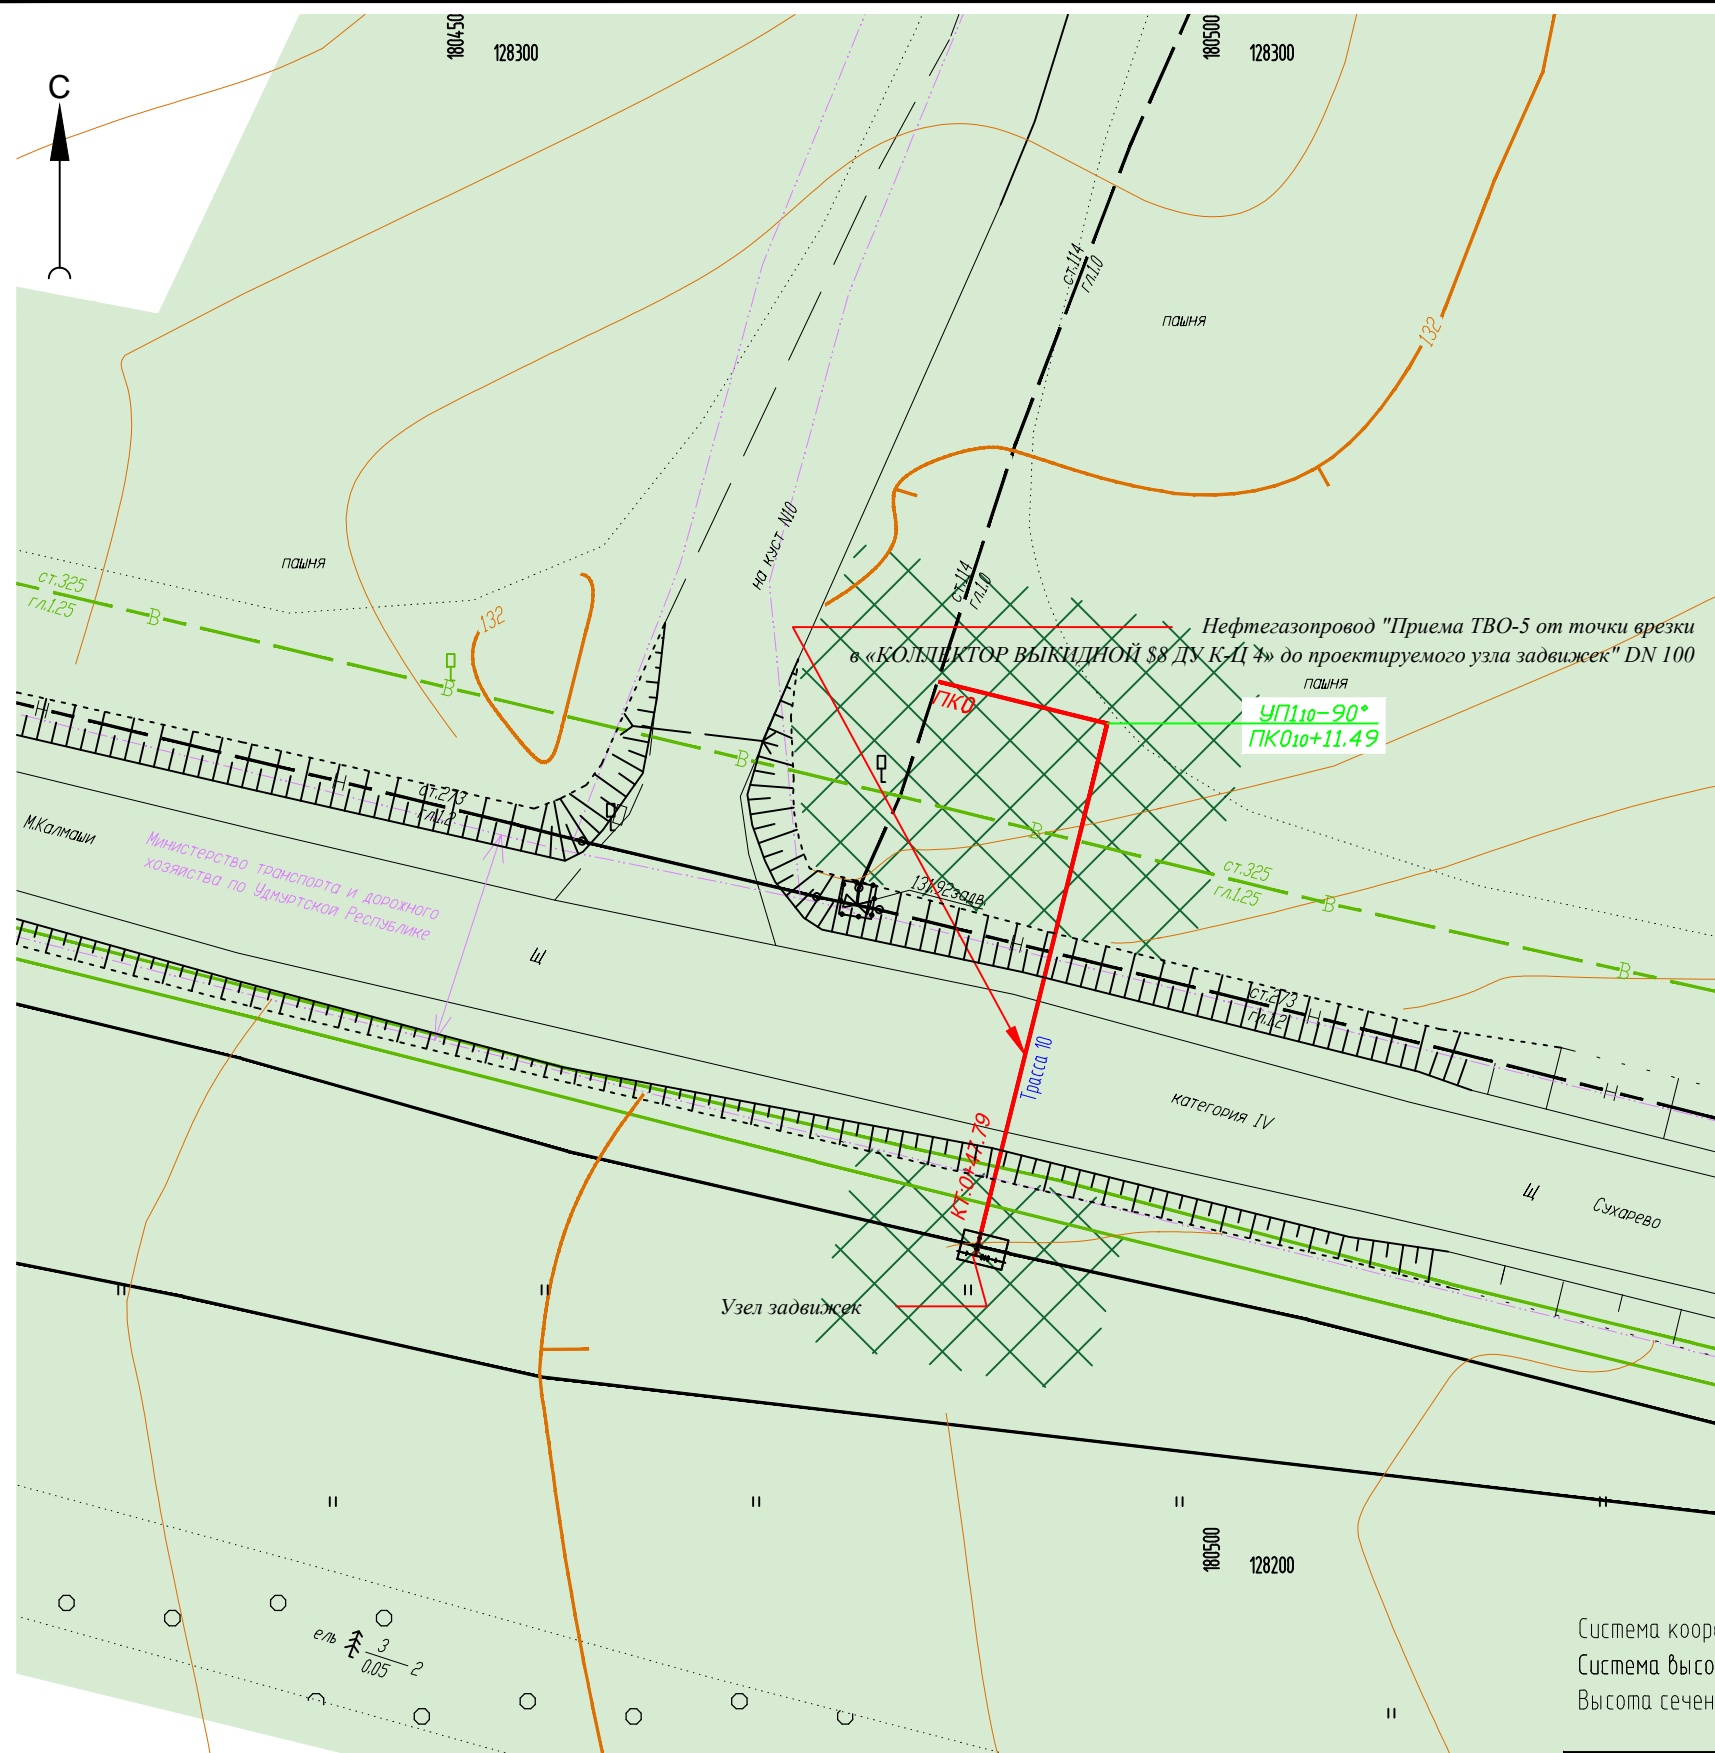 180450
128300
180500
128300
С
ст.114
гл.1.0
пашня
132
на куст N10
пашня
ст.325
гл.1.25
В
132
В
ст.114
гл.1.0
Нефтегазопровод "Приема ТВО-5 от точки врезки
в «КОЛЛЕКТОР ВЫКИДНОЙ $8 ДУ К-Ц 4» до проектируемого узла задвижек" DN 100
пашня
ПК0
УП110-90°
ПК010+11.49
Н
Н
ст.273
гл.1.2
В
В
ст.325
гл.1.25
В
В
М.Калмаши
Министерство транспорта и дорожного
хозяйства по Удмуртской Республике
131.92задв.
Щ
Н
ст.273
гл.1.2
Н
Н
Трасса 10
категория IV
КТ:0+47.79
Щ
Сухарево
Узел задвижек
180500
128200
ель 3
0.05
2
Система коор
Система высо
Высота сечен